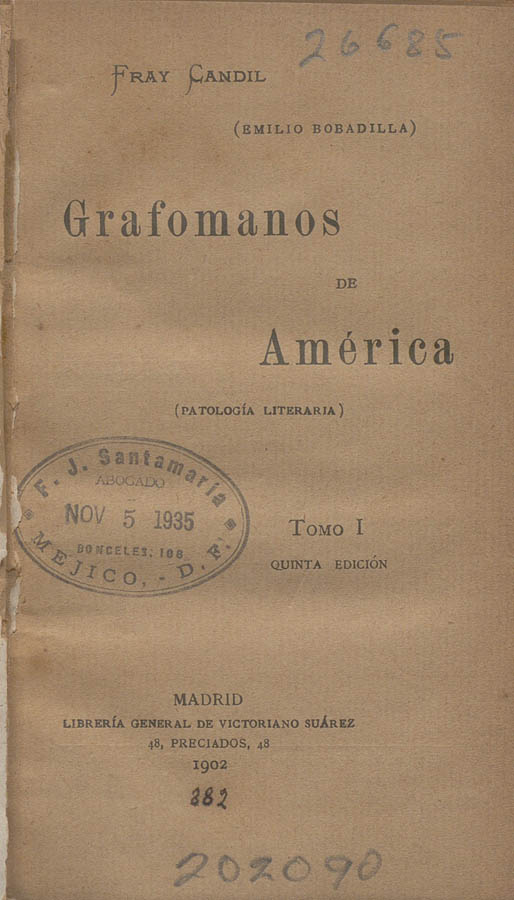 26685
FRAY CANDIL
(EMILIO BOBADILLA)
Grafomanos
DE
América
(PATOLOGÍA LITERARIA)
F. J. Santamaría
ABOGADO
NOV 5 1935
DONCELES, 108
MEJICO, - D. F.
TOMO I
QUINTA EDICIÓN
MADRID
LIBRERÍA GENERAL DE VICTORIANO SUÁREZ
48, PRECIADOS, 48
1902
882
202090